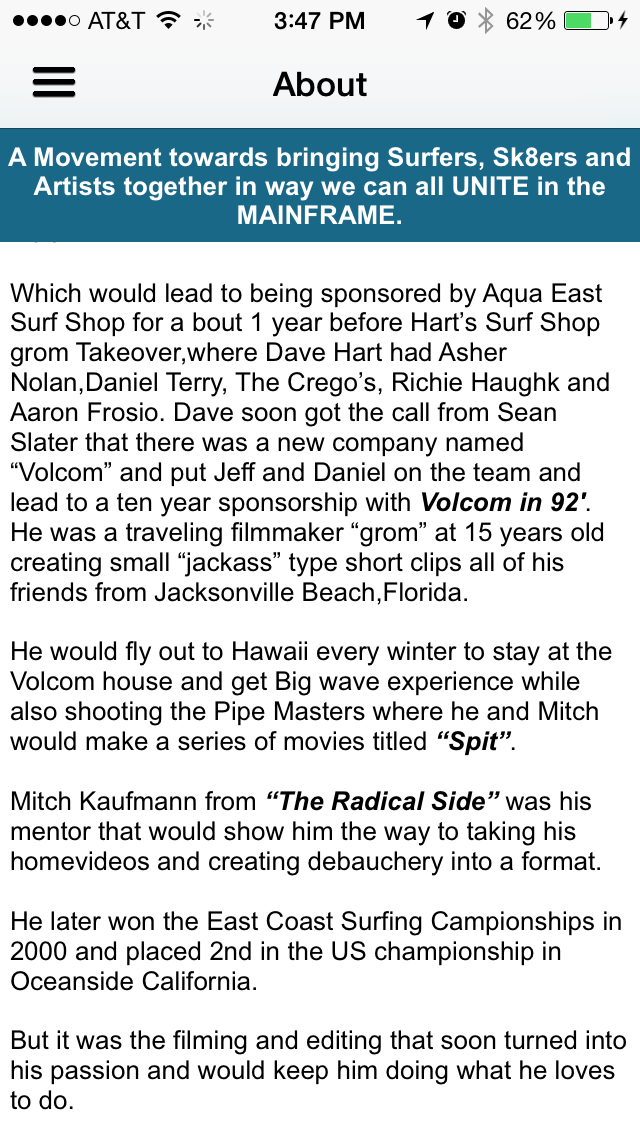 AT&T 3:47 PM 62%
About
A Movement towards bringing Surfers, Sk8ers and
Artists together in way we can all UNITE in the
MAINFRAME.
Which would lead to being sponsored by Aqua East
Surf Shop for a bout 1 year before Hart’s Surf Shop
grom Takeover,where Dave Hart had Asher
Nolan,Daniel Terry, The Crego’s, Richie Haughk and
Aaron Frosio. Dave soon got the call from Sean
Slater that there was a new company named
“Volcom” and put Jeff and Daniel on the team and
lead to a ten year sponsorship with Volcom in 92'.
He was a traveling filmmaker “grom” at 15 years old
creating small “jackass” type short clips all of his
friends from Jacksonville Beach,Florida.
He would fly out to Hawaii every winter to stay at the
Volcom house and get Big wave experience while
also shooting the Pipe Masters where he and Mitch
would make a series of movies titled “Spit”.
Mitch Kaufmann from “The Radical Side” was his
mentor that would show him the way to taking his
homevideos and creating debauchery into a format.
He later won the East Coast Surfing Campionships in
2000 and placed 2nd in the US championship in
Oceanside California.
But it was the filming and editing that soon turned into
his passion and would keep him doing what he loves
to do.